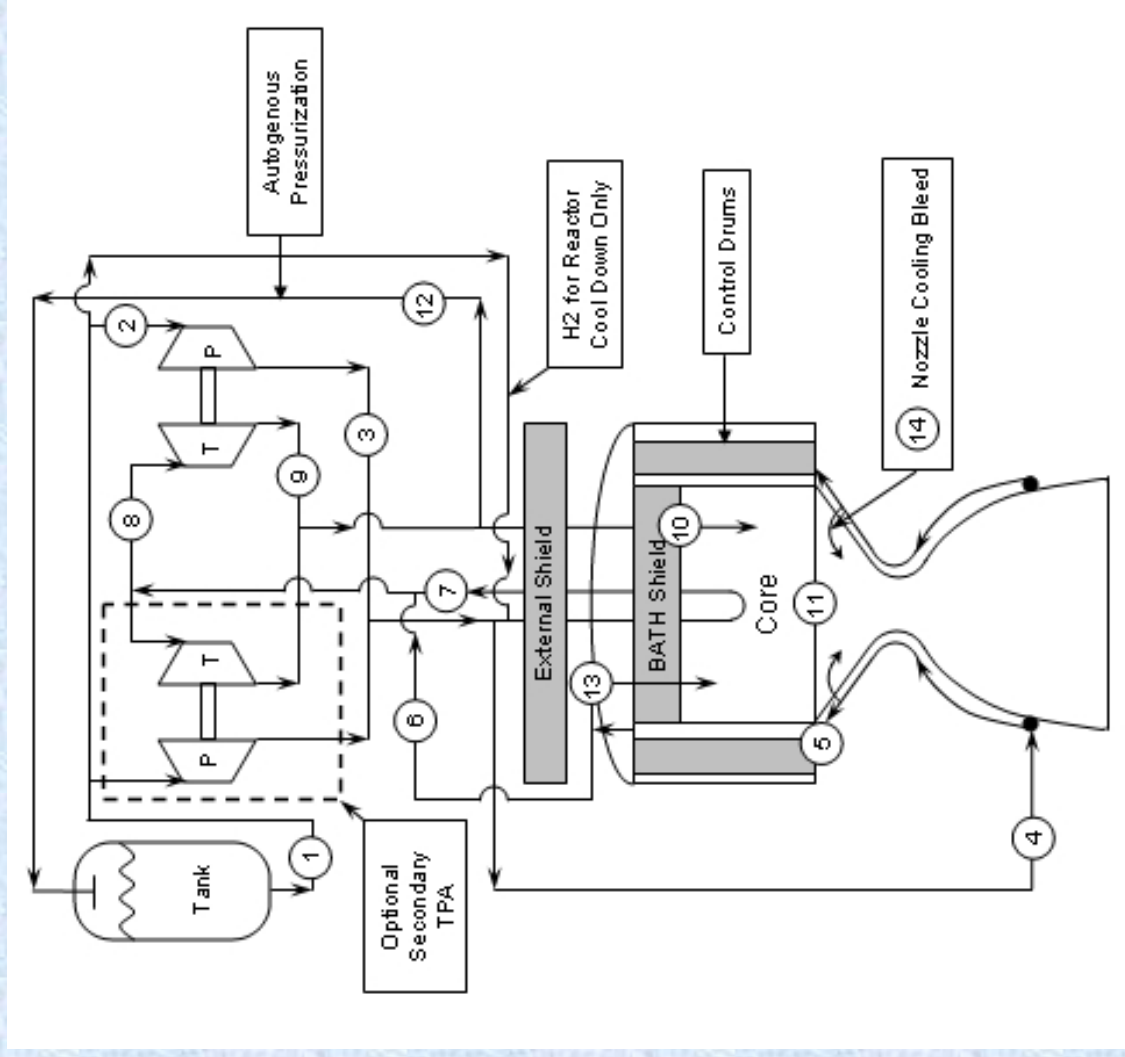 Autogenous
Pressurization
H2 for Reactor
Cool Down Only
Control Drums
14 Nozzle Cooling Bleed
2
12
P
T
3
9
8
10
7
External Shield
BATH Shield
Core
11
T
P
6
13
5
Optional
Secondary
TPA
Tank
1
4